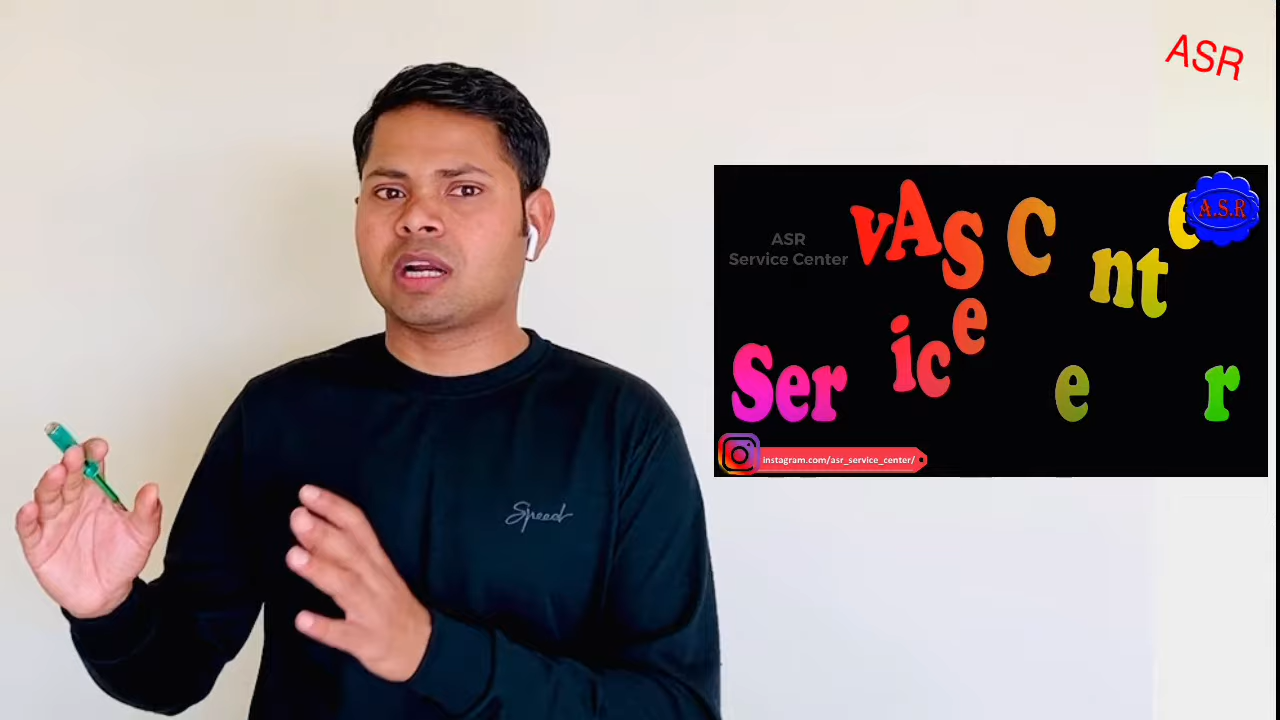 ASR
ASR
Service Center
vAS C nt e
A.S.R
Ser ice e r
instagram.com/asr_service_center/
Speed